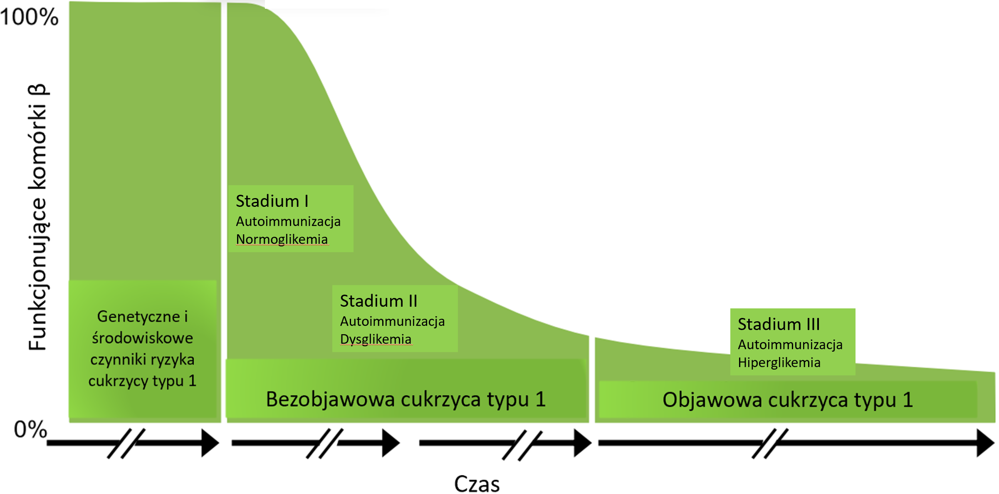 100%
Funkcjonujące komórki β
0%
Genetyczne i
środowiskowe
czynniki ryzyka
cukrzycy typu 1
Stadium I
Autoimmunizacja
Normoglikemia
Stadium II
Autoimmunizacja
Dysglikemia
Bezobjawowa cukrzyca typu 1
Stadium III
Autoimmunizacja
Hiperglikemia
Objawowa cukrzyca typu 1
Czas